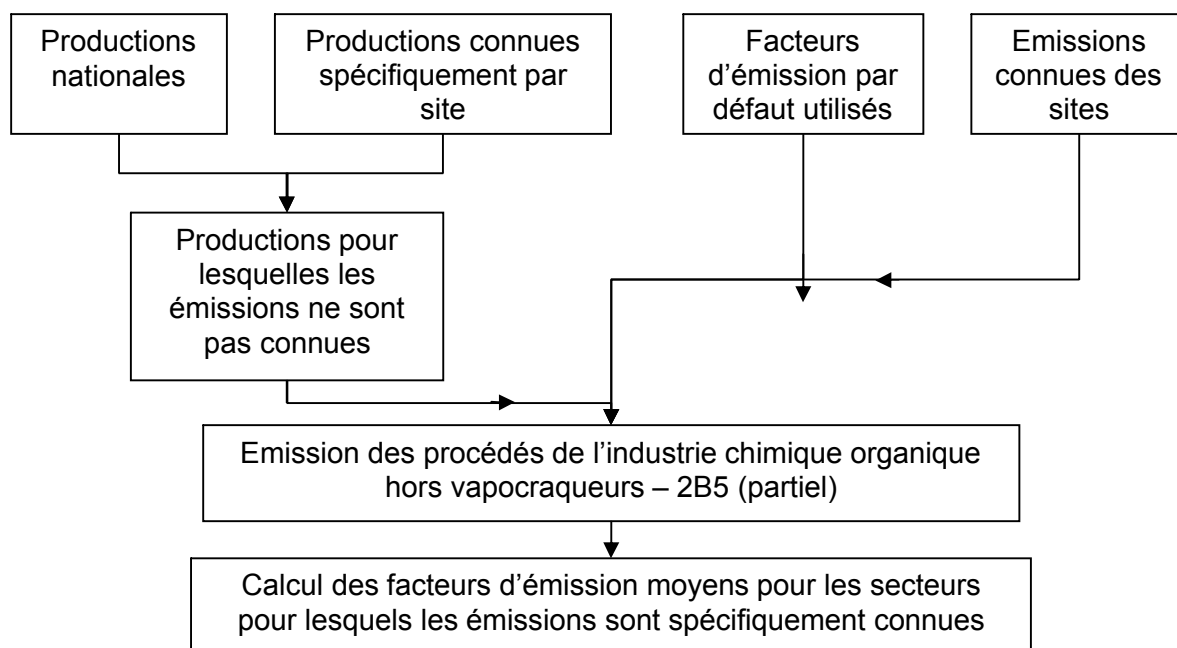 Productions
nationales
Productions connues
spécifiquement par
site
Facteurs
d’émission par
défaut utilisés
Emissions
connues des
sites
Productions pour
lesquelles les
émissions ne sont
pas connues
Emission des procédés de l’industrie chimique organique
hors vapocraqueurs – 2B5 (partiel)
Calcul des facteurs d’émission moyens pour les secteurs
pour lesquels les émissions sont spécifiquement connues